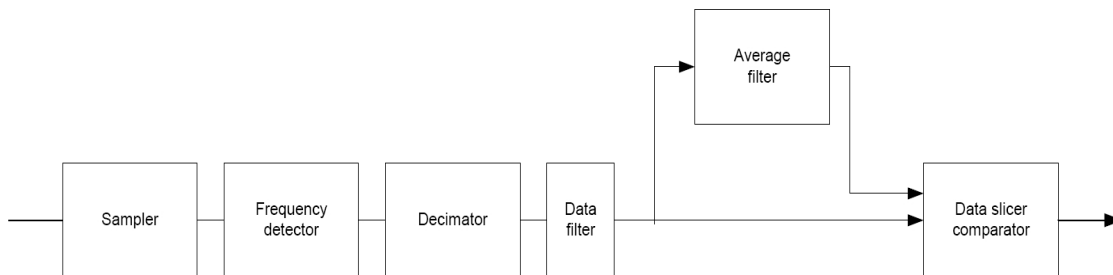 Average
filter
Sampler
Frequency
detector
Decimator
Data
filter
Data slicer
comparator